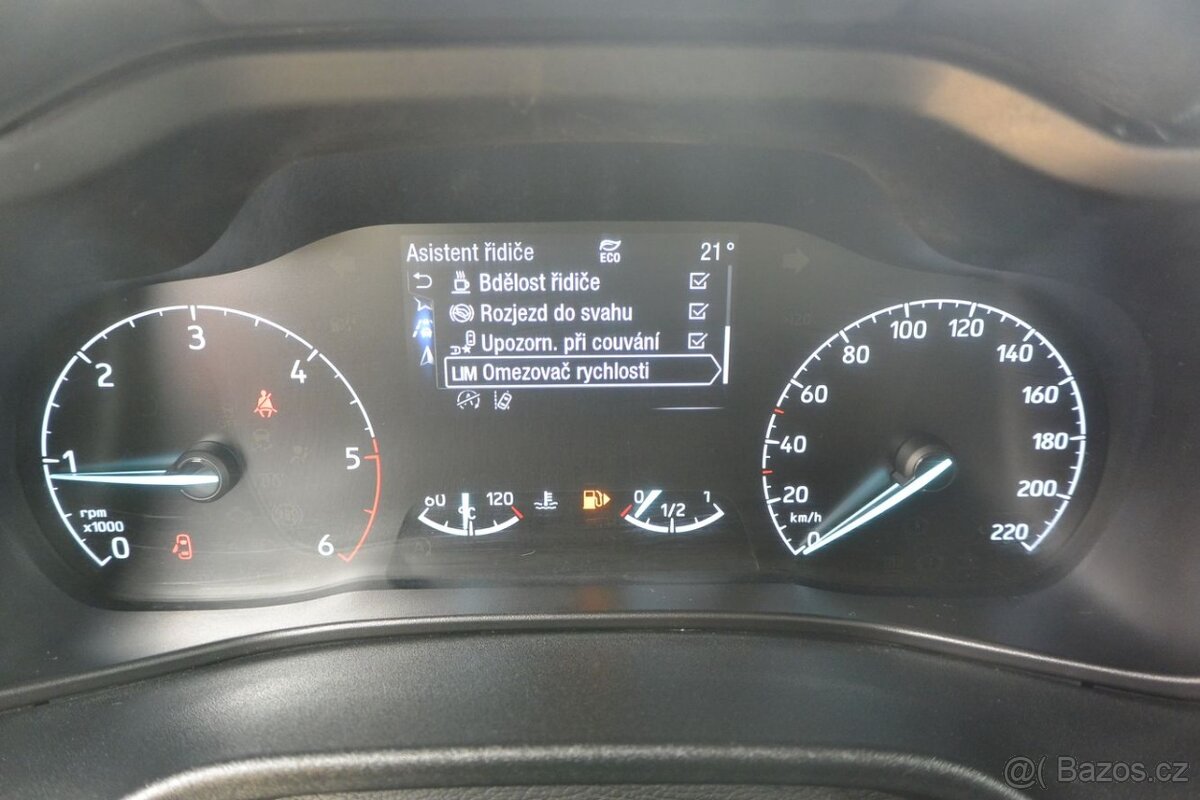 Asistent řidiče ECO 21°
Bdělost řidiče
Rozjezd do svahu
Upozorn. při couvání
LIM Omezovač rychlosti
0 1 2 3 4 5 6
rpm
x1000
60 °C 120
0 1/2 1
0 20 40 60 80 100 120 140 160 180 200 220
km/h
@( Bazos.cz